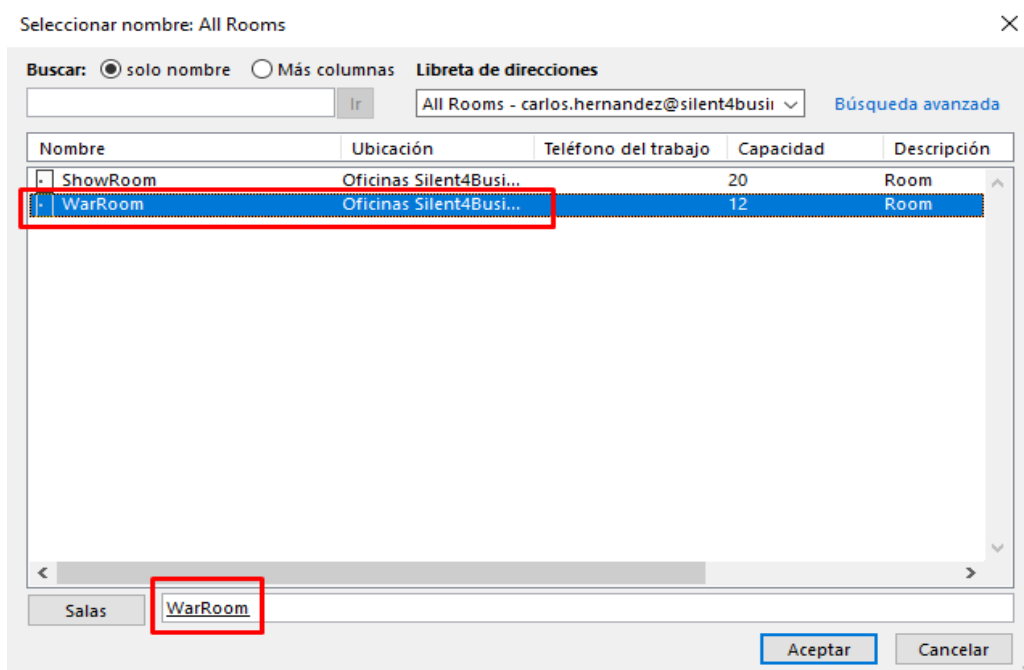 Seleccionar nombre: All Rooms
Buscar: solo nombre Más columnas Libreta de direcciones
Ir All Rooms - carlos.hernandez@silent4busin Búsqueda avanzada
Nombre Ubicación Teléfono del trabajo Capacidad Descripción
ShowRoom Oficinas Silent4Busi... 20 Room
WarRoom Oficinas Silent4Busi... 12 Room
Salas WarRoom
Aceptar Cancelar